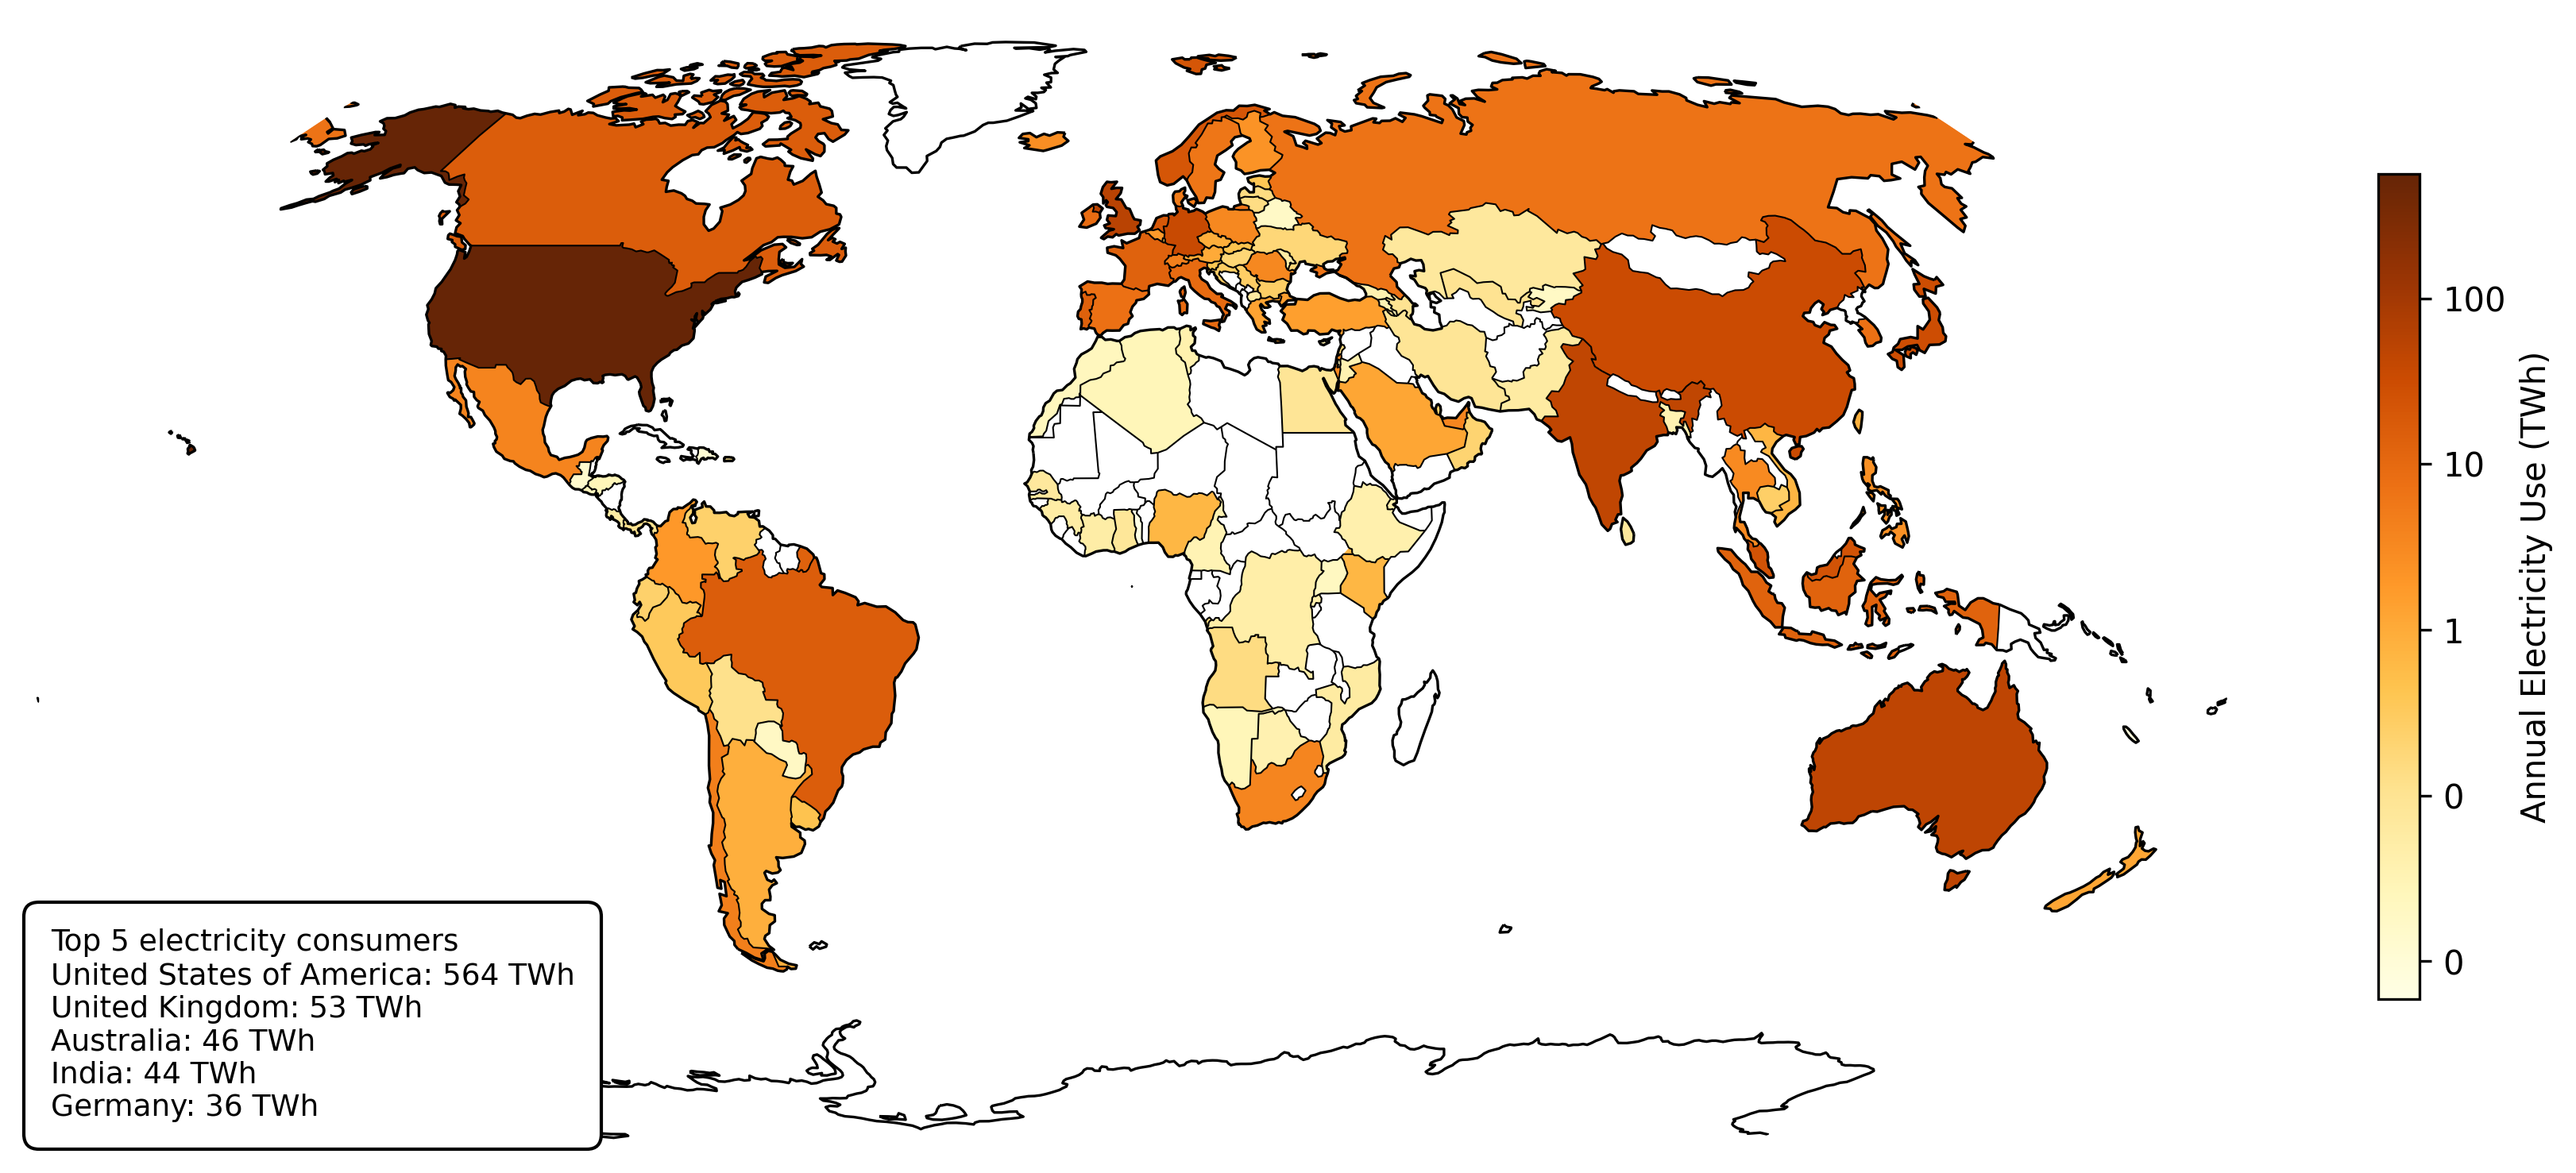 100
10
1
0
0
Annual Electricity Use (TWh)
Top 5 electricity consumers
United States of America: 564 TWh
United Kingdom: 53 TWh
Australia: 46 TWh
India: 44 TWh
Germany: 36 TWh